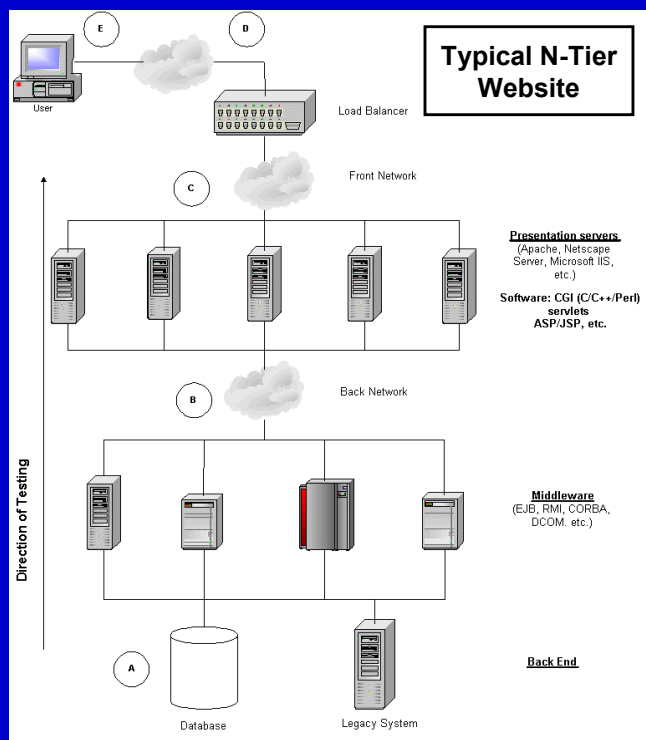 E
D
Typical N-Tier
Website
User
Load Balancer
C
Front Network
Presentation servers
(Apache, Netscape
Server, Microsoft IIS,
etc.)
Software: CGI (C/C++/Perl)
servlets
ASP/JSP, etc.
B
Back Network
Direction of Testing
Middleware
(EJB, RMI, CORBA,
DCOM. etc.)
A
Back End
Database
Legacy System